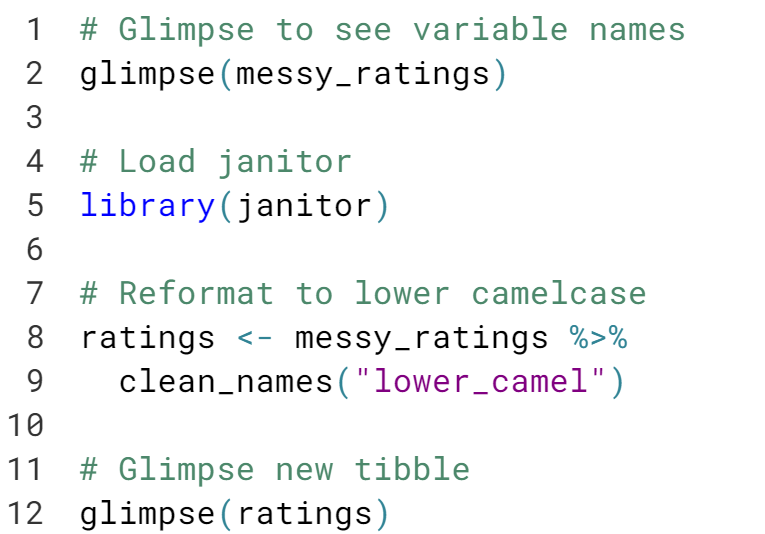 1 # Glimpse to see variable names
2 glimpse(messy_ratings)
3
4 # Load janitor
5 library(janitor)
6
7 # Reformat to lower camelcase
8 ratings <- messy_ratings %>%
9   clean_names("lower_camel")
10
11 # Glimpse new tibble
12 glimpse(ratings)